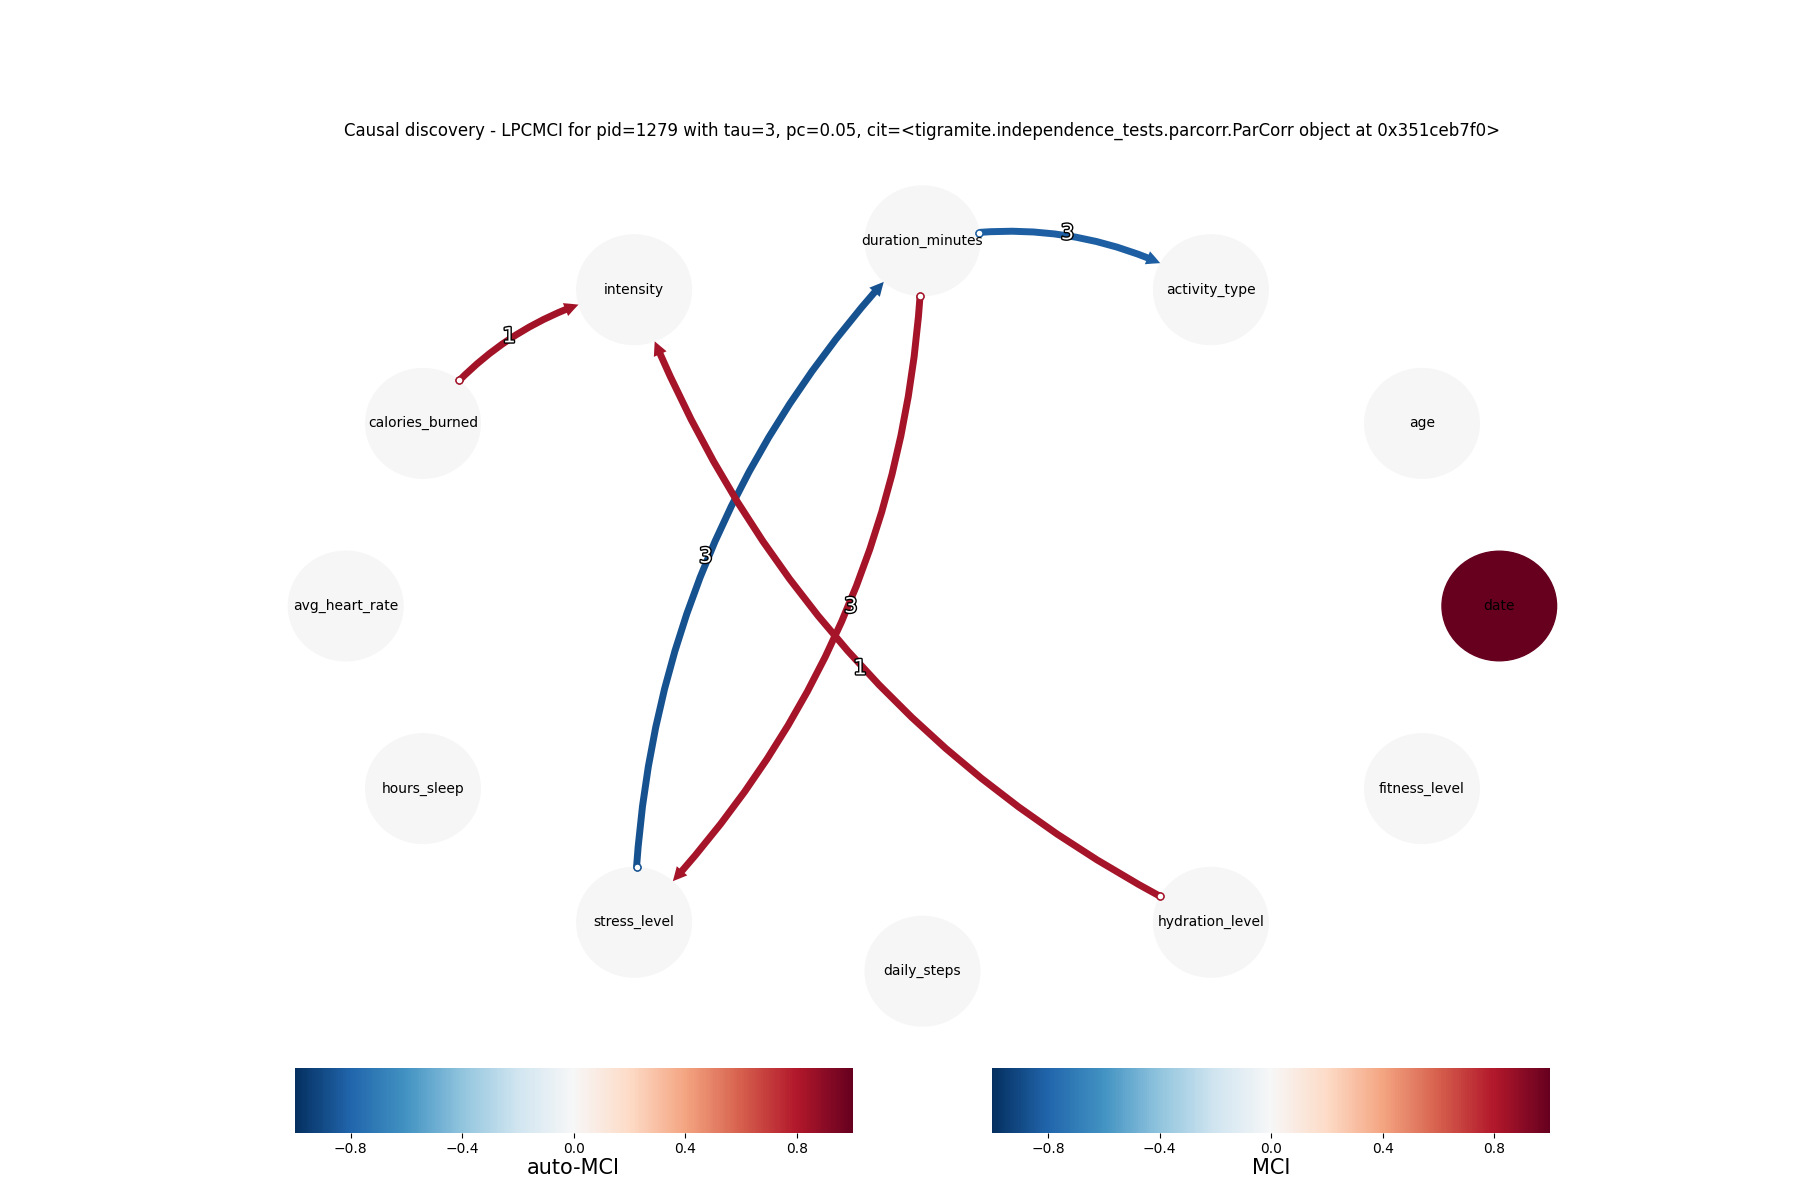 Causal discovery - LPCMCI for pid=1279 with tau=3, pc=0.05, cit=<tigramite.independence_tests.parcorr.ParCorr object at 0x351ceb7f0>
duration_minutes
3
intensity
activity_type
1
calories_burned
age
3
avg_heart_rate
3
date
1
hours_sleep
fitness_level
stress_level
hydration_level
daily_steps
−0.8 −0.4 0.0 0.4 0.8
auto-MCI
−0.8 −0.4 0.0 0.4 0.8
MCI